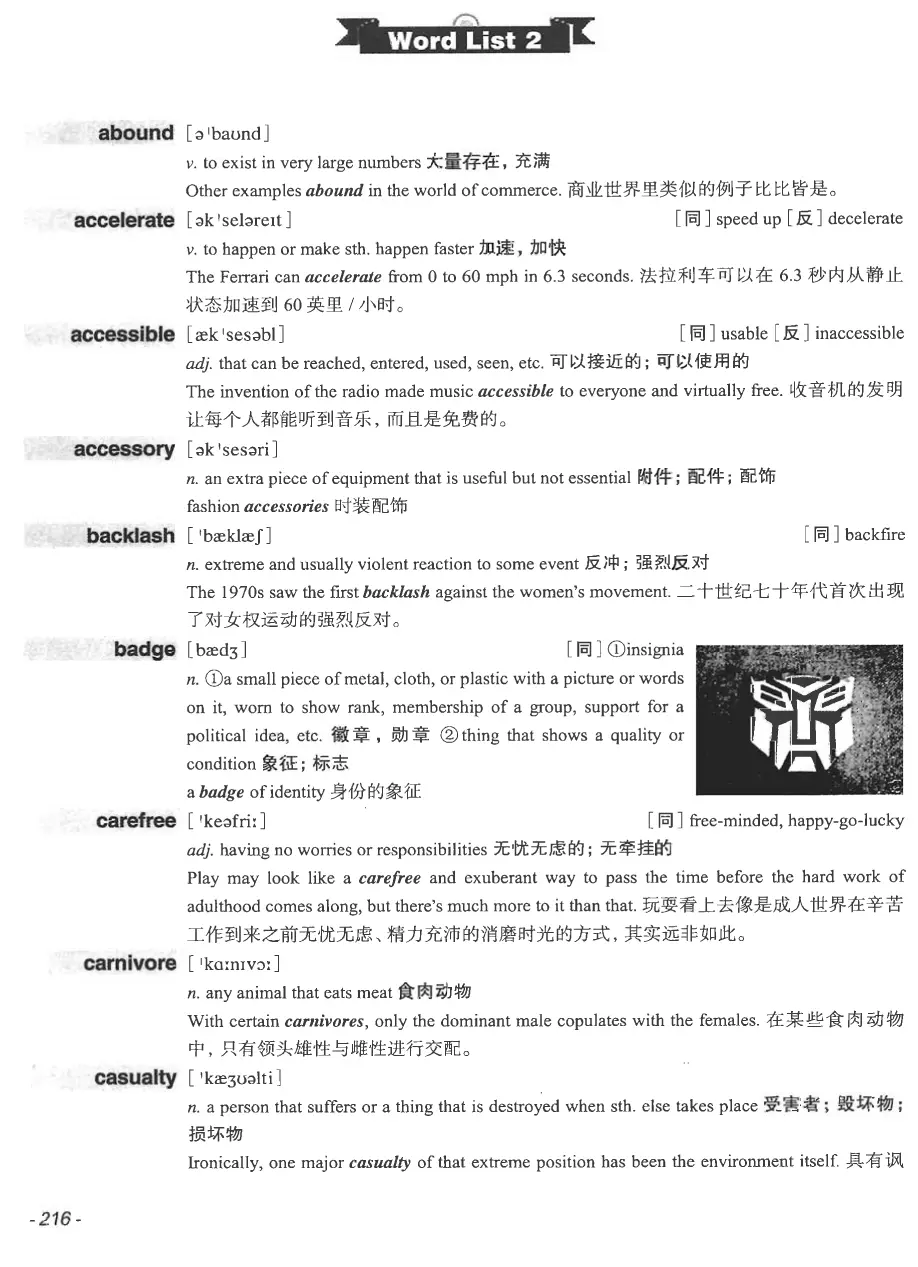 Word List 2
abound [ə'baʊnd]
v. to exist in very large numbers 大量存在，充满
Other examples abound in the world of commerce. 商业世界里类似的例子比比皆是。
accelerate [ək'seləreɪt] [同] speed up [反] decelerate
v. to happen or make sth. happen faster 加速，加快
The Ferrari can accelerate from 0 to 60 mph in 6.3 seconds. 法拉利车可以在 6.3 秒内从静止
状态加速到 60 英里 / 小时。
accessible [æk'sesəbl] [同] usable [反] inaccessible
adj. that can be reached, entered, used, seen, etc. 可以接近的；可以使用的
The invention of the radio made music accessible to everyone and virtually free. 收音机的发明
让每个人都能听到音乐，而且是免费的。
accessory [ək'sesəri]
n. an extra piece of equipment that is useful but not essential 附件；配件；配饰
fashion accessories 时装配饰
backlash ['bæklæʃ] [同] backfire
n. extreme and usually violent reaction to some event 反冲；强烈反对
The 1970s saw the first backlash against the women's movement. 二十世纪七十年代首次出现
了对女权运动的强烈反对。
badge [bædʒ] [同] ①insignia
n. ①a small piece of metal, cloth, or plastic with a picture or words
on it, worn to show rank, membership of a group, support for a
political idea, etc. 徽章，勋章 ②thing that shows a quality or
condition 象征；标志
a badge of identity 身份的象征
carefree ['keəfriː] [同] free-minded, happy-go-lucky
adj. having no worries or responsibilities 无忧无虑的；无牵挂的
Play may look like a carefree and exuberant way to pass the time before the hard work of
adulthood comes along, but there's much more to it than that. 玩耍看上去像是成人世界在辛苦
工作到来之前无忧无虑、精力充沛的消磨时光的方式，其实远非如此。
carnivore ['kɑːnɪvɔː]
n. any animal that eats meat 食肉动物
With certain carnivores, only the dominant male copulates with the females. 在某些食肉动物
中，只有领头雄性与雌性进行交配。
casualty ['kæʒʊəlti]
n. a person that suffers or a thing that is destroyed when sth. else takes place 受害者；毁坏物；
损坏物
Ironically, one major casualty of that extreme position has been the environment itself. 具有讽
- 216 -